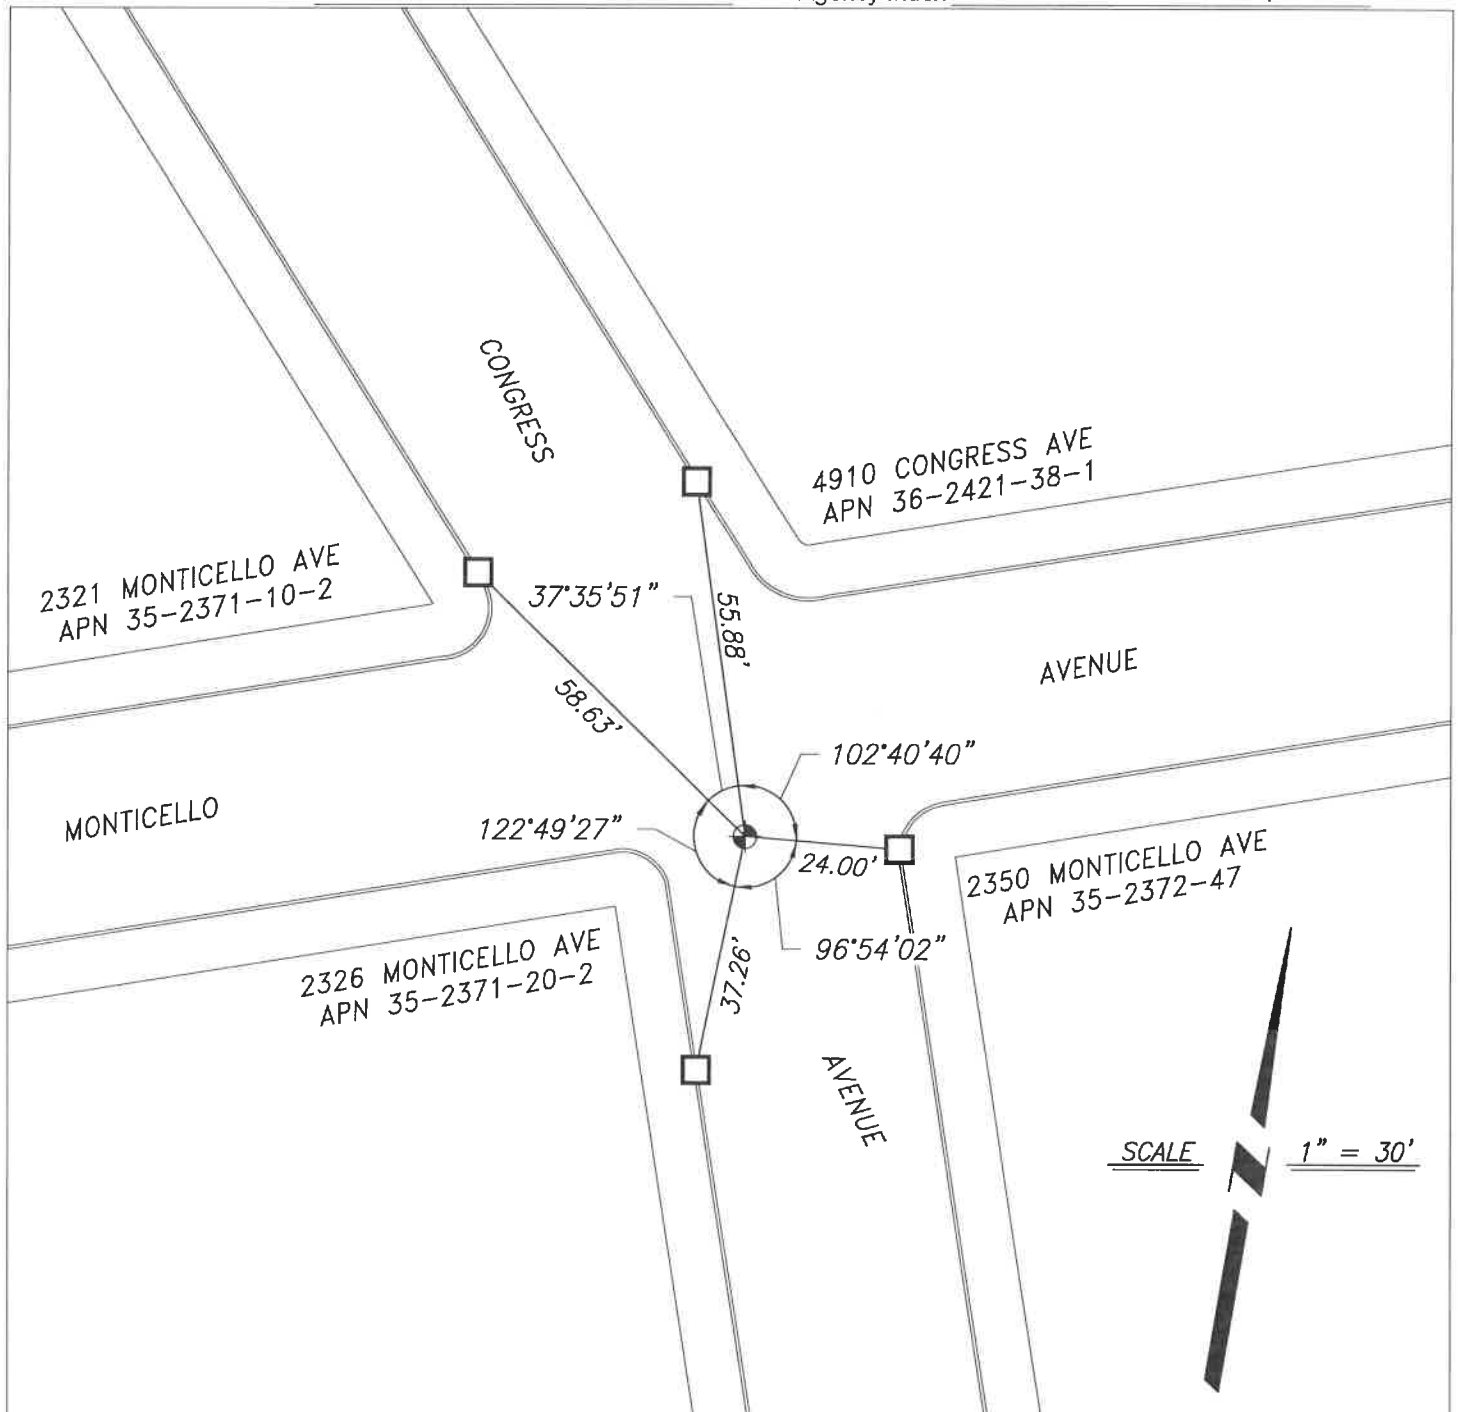 CONGRESS
4910 CONGRESS AVE
APN 36-2421-38-1
2321 MONTICELLO AVE
APN 35-2371-10-2
37°35'51"
55.88'
AVENUE
58.63'
102°40'40"
MONTICELLO
122°49'27"
24.00'
2350 MONTICELLO AVE
APN 35-2372-47
96°54'02"
37.26'
2326 MONTICELLO AVE
APN 35-2371-20-2
AVENUE
SCALE 1" = 30'
N